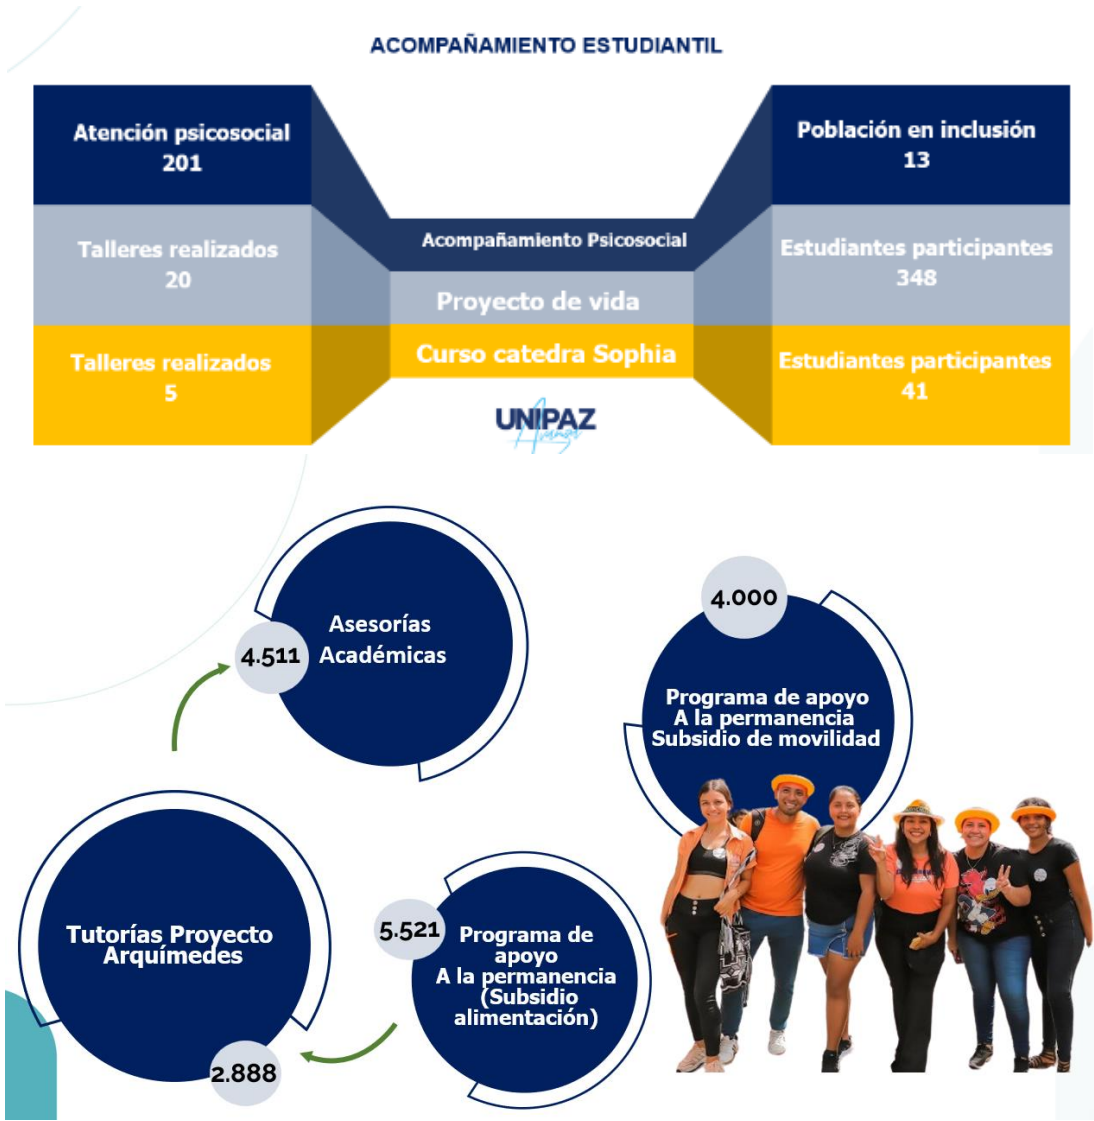 ACOMPAÑAMIENTO ESTUDIANTIL
Atención psicosocial
201
Población en inclusión
13
Acompañamiento Psicosocial
Talleres realizados
20
Estudiantes participantes
348
Proyecto de vida
Talleres realizados
5
Curso catedra Sophia
Estudiantes participantes
41
UNIPAZ
Asesorías
Académicas
4.511
4.000
Programa de apoyo
A la permanencia
Subsidio de movilidad
Tutorías Proyecto
Arquímedes
2.888
5.521
Programa de
apoyo
A la permanencia
(Subsidio
alimentación)